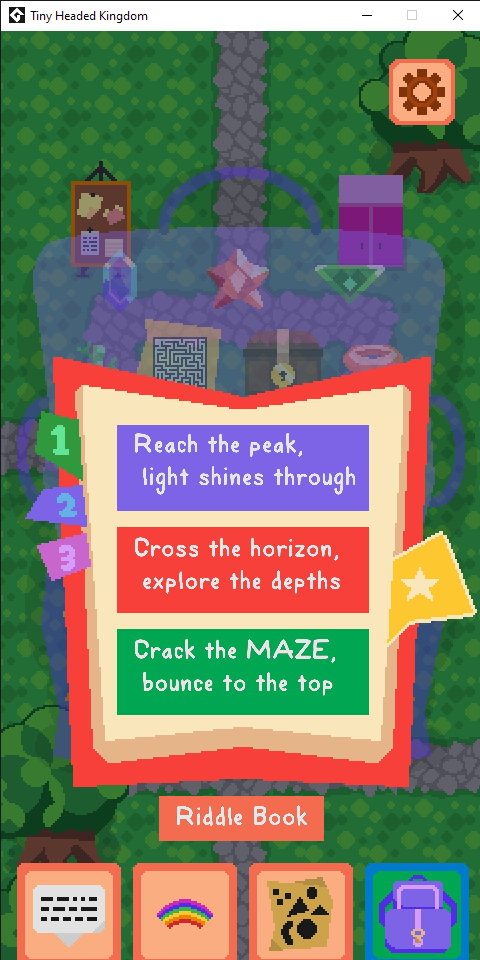 Tiny Headed Kingdom
1
2
3
Reach the peak,
light shines through
Cross the horizon,
explore the depths
Crack the MAZE,
bounce to the top
Riddle Book